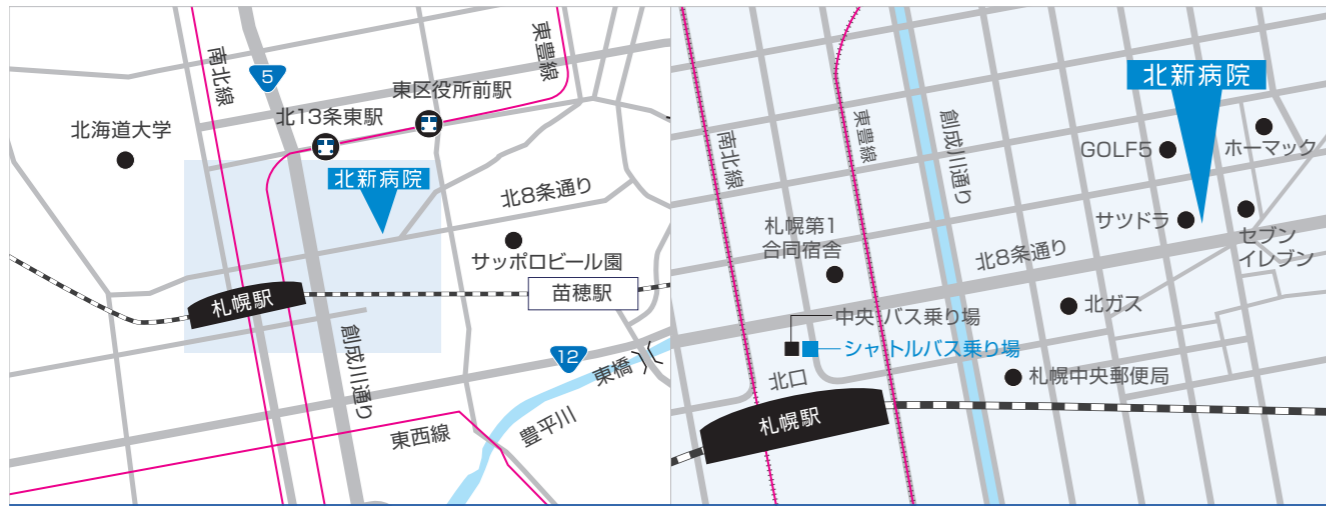 南北線
5
東豊線
東区役所前駅
北13条東駅
北海道大学
北新病院
北8条通り
サッポロビール園
苗穂駅
札幌駅
創成川通り
12
東橋
豊平川
東西線
北新病院
GOLF5
ホーマック
南北線
東豊線
創成川通り
サツドラ
セブン
イレブン
札幌第1
合同宿舎
北8条通り
北ガス
中央バス乗り場
シャトルバス乗り場
北口
札幌中央郵便局
札幌駅